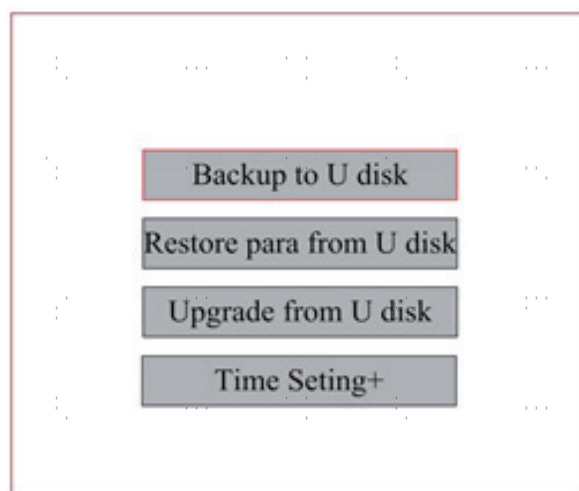 Backup to U disk
Restore para from U disk
Upgrade from U disk
Time Seting+